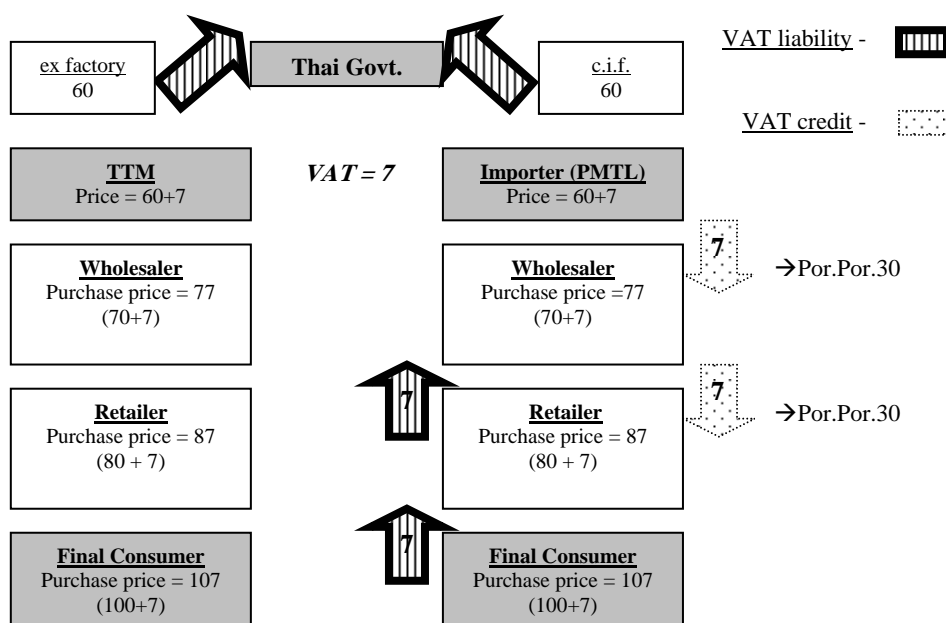 ex factory
60
Thai Govt.
c.i.f.
60
VAT liability -
VAT credit -
TTM
Price = 60+7
VAT = 7
Importer (PMTL)
Price = 60+7
Wholesaler
Purchase price = 77
(70+7)
Wholesaler
Purchase price =77
(70+7)
7
→Por.Por.30
Retailer
Purchase price = 87
(80 + 7)
7
Retailer
Purchase price = 87
(80 + 7)
7
→Por.Por.30
Final Consumer
Purchase price = 107
(100+7)
7
Final Consumer
Purchase price = 107
(100+7)